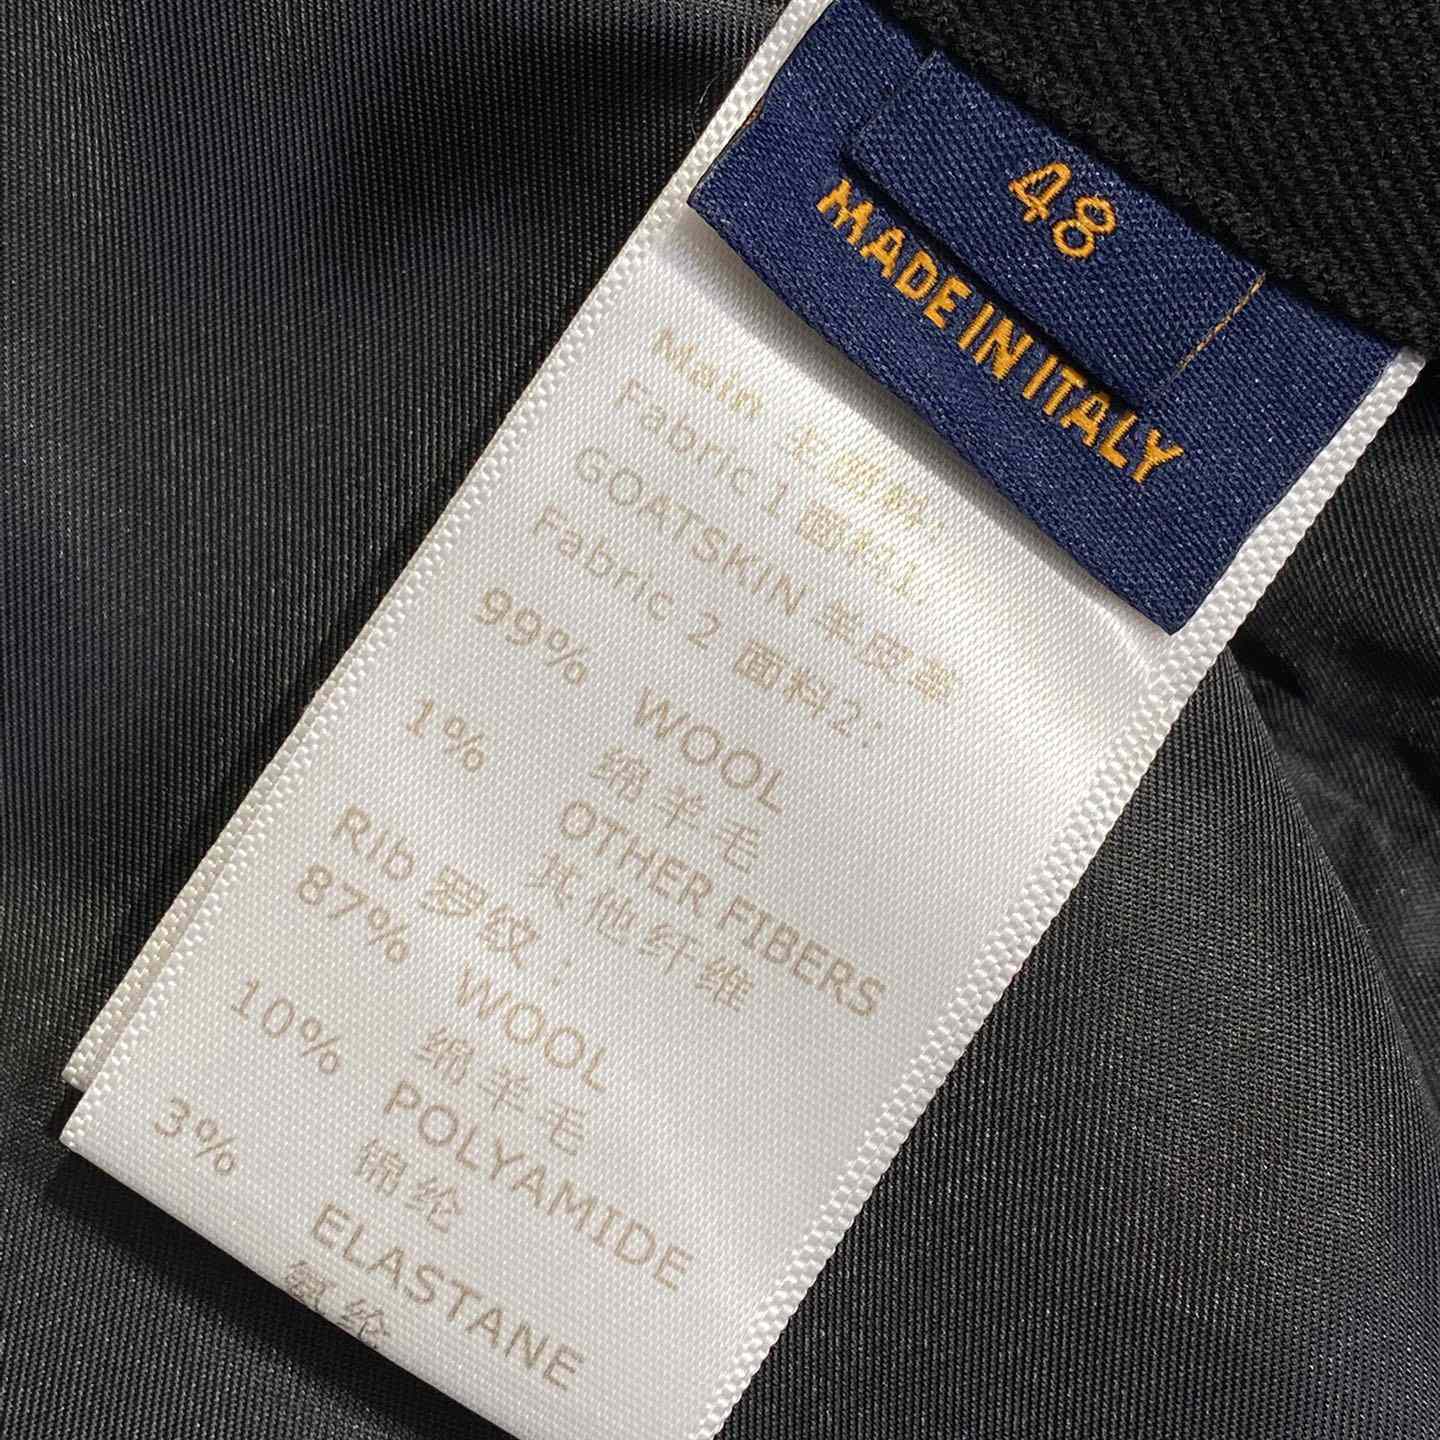 48
MADE IN ITALY
Main 主面料:
Fabric 1 面料1:
GOATSKIN 羊皮革
Fabric 2 面料2:
99% WOOL
绵羊毛
1% OTHER FIBERS
其他纤维
Rib 罗纹:
87% WOOL
绵羊毛
10% POLYAMIDE
锦纶
3% ELASTANE
氨纶